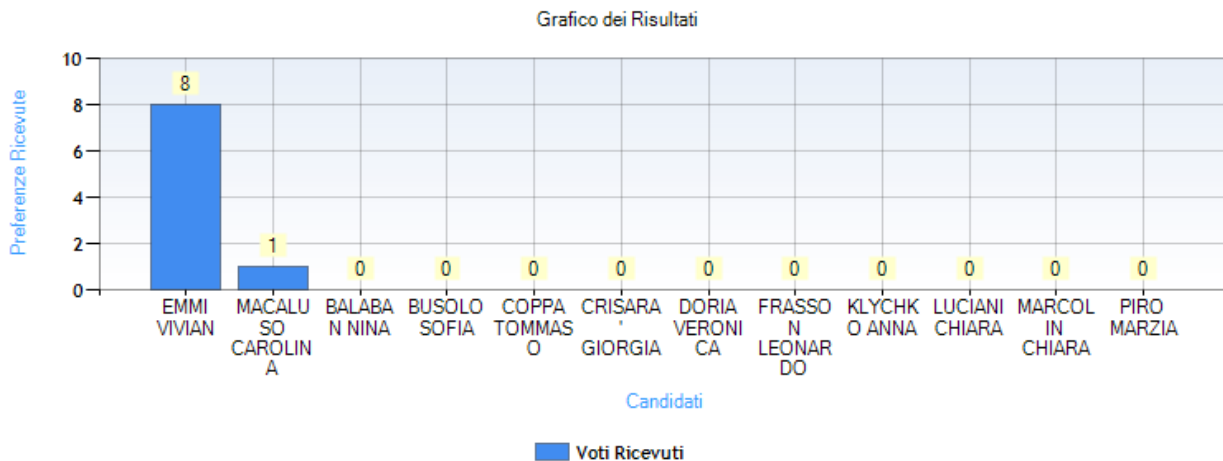 Grafico dei Risultati
Preferenze Ricevute
10
8
6
4
2
0
8
1
0
0
0
0
0
0
0
0
0
0
EMMI
VIVIAN
MACALU
SO
CAROLIN
A
BALABA
N NINA
BUSOLO
SOFIA
COPPA
TOMMAS
O
CRISARA
'
GIORGIA
DORIA
VERONI
CA
FRASSO
N
LEONAR
DO
KLYCHK
O ANNA
LUCIANI
CHIARA
MARCOL
IN
CHIARA
PIRO
MARZIA
Candidati
Voti Ricevuti